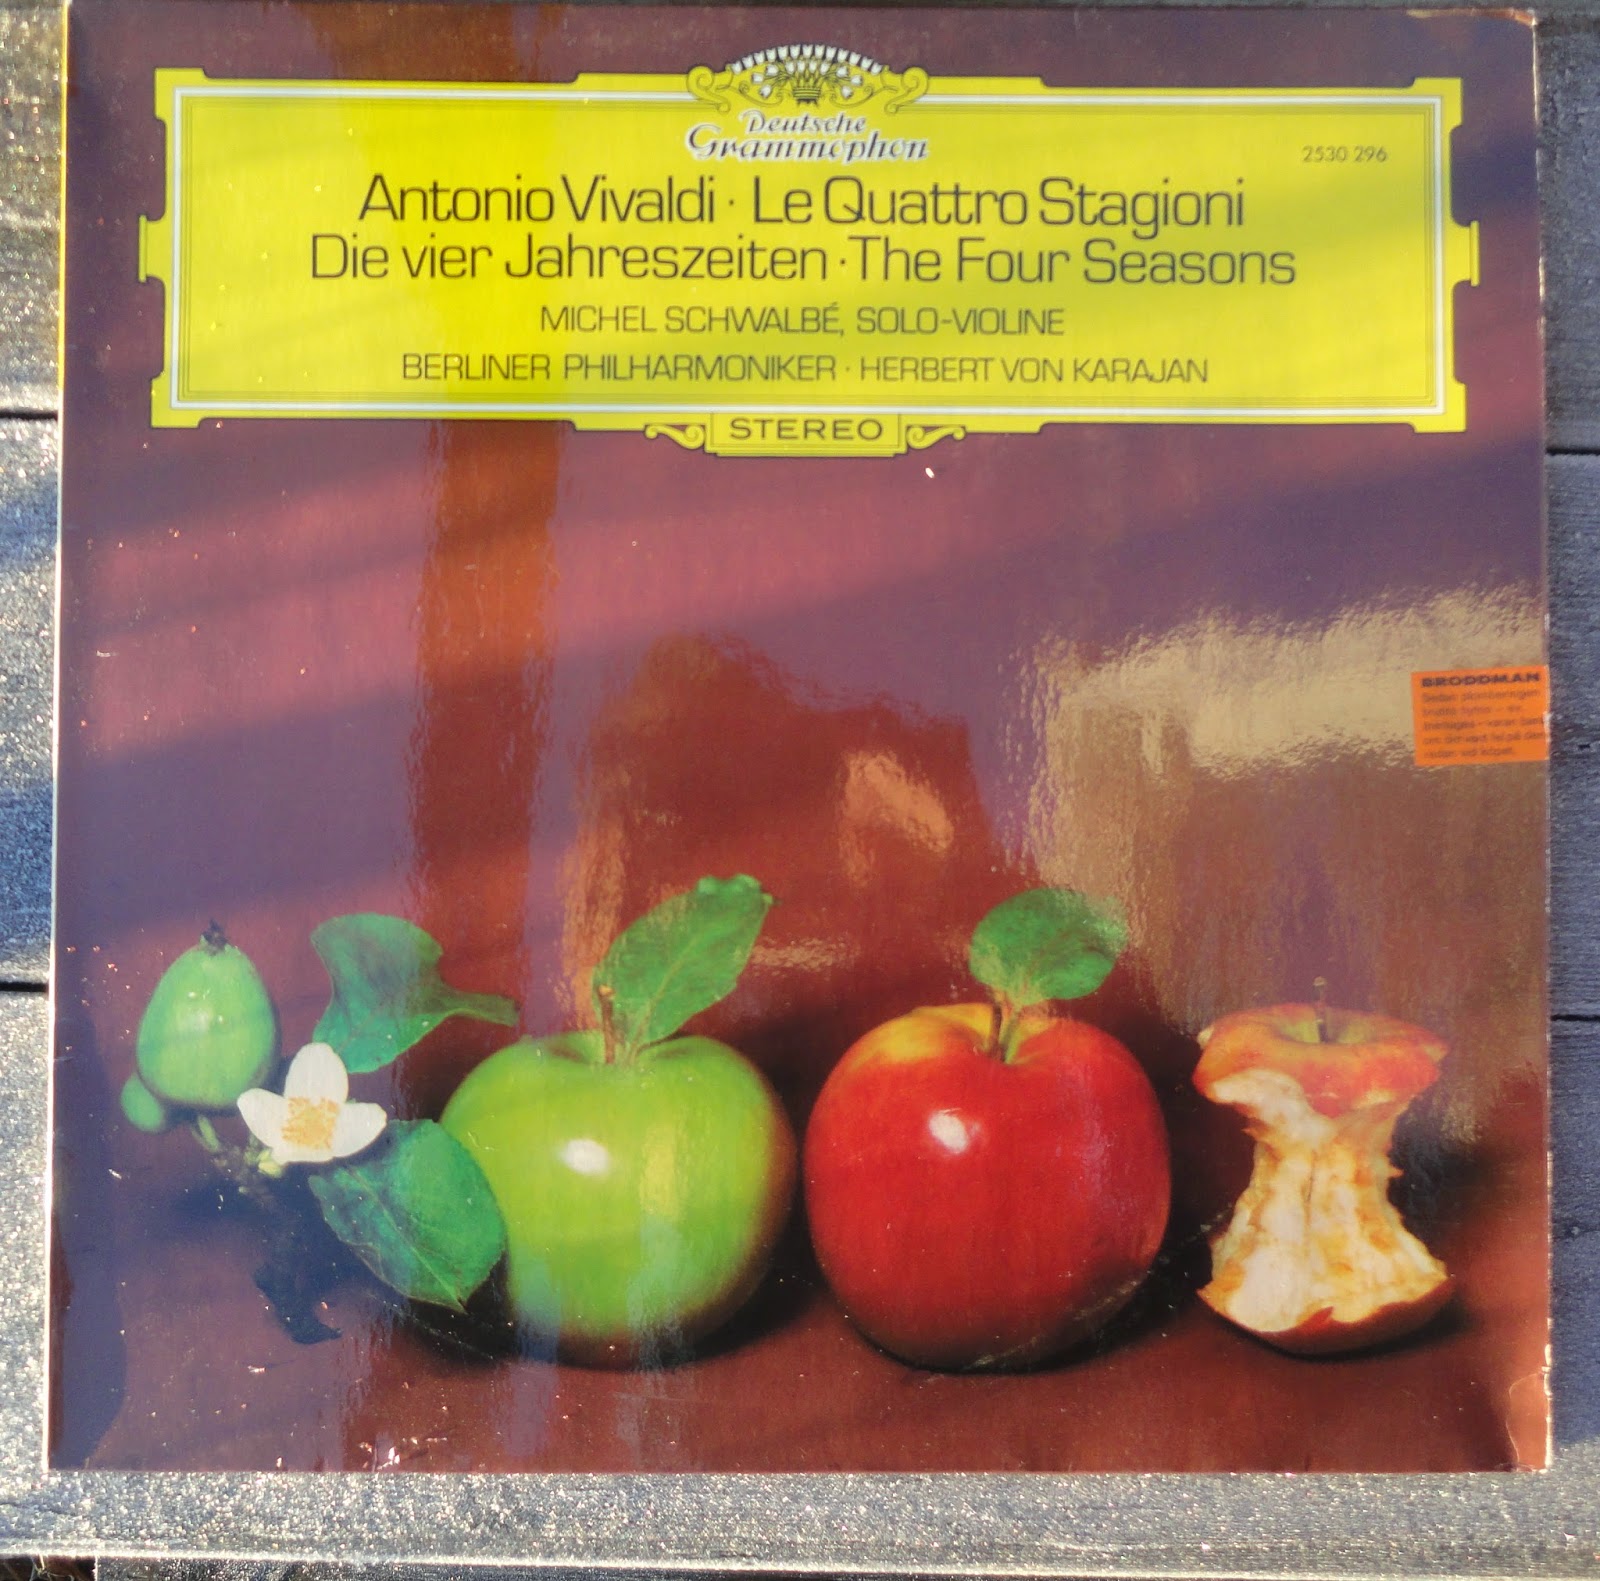 Deutsche
Grammophon
2530 296
Antonio Vivaldi · Le Quattro Stagioni
Die vier Jahreszeiten · The Four Seasons
MICHEL SCHWALBÉ, SOLO-VIOLINE
BERLINER PHILHARMONIKER · HERBERT VON KARAJAN
STEREO
BRODDMAN